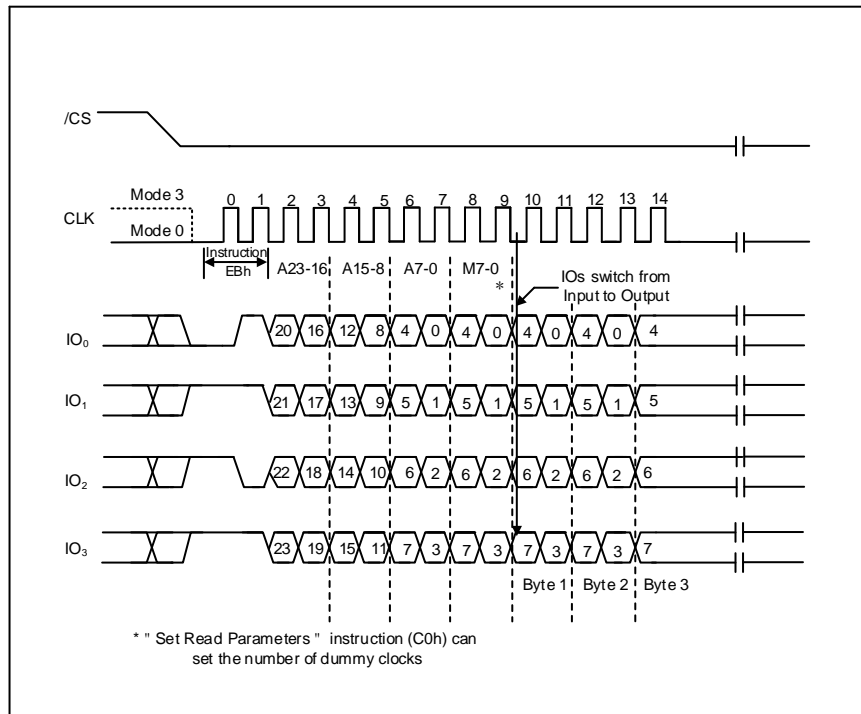 /CS
Mode 3
CLK
Mode 0
0 1 2 3 4 5 6 7 8 9 10 11 12 13 14
Instruction
EBh
A23-16 A15-8 A7-0 M7-0
*
IOs switch from
Input to Output
IO₀ 20 16 12 8 4 0 4 0 4 0 4 0 4
IO₁ 21 17 13 9 5 1 5 1 5 1 5 1 5
IO₂ 22 18 14 10 6 2 6 2 6 2 6 2 6
IO₃ 23 19 15 11 7 3 7 3 7 3 7 3 7
Byte 1 Byte 2 Byte 3
* " Set Read Parameters " instruction (C0h) can
set the number of dummy clocks